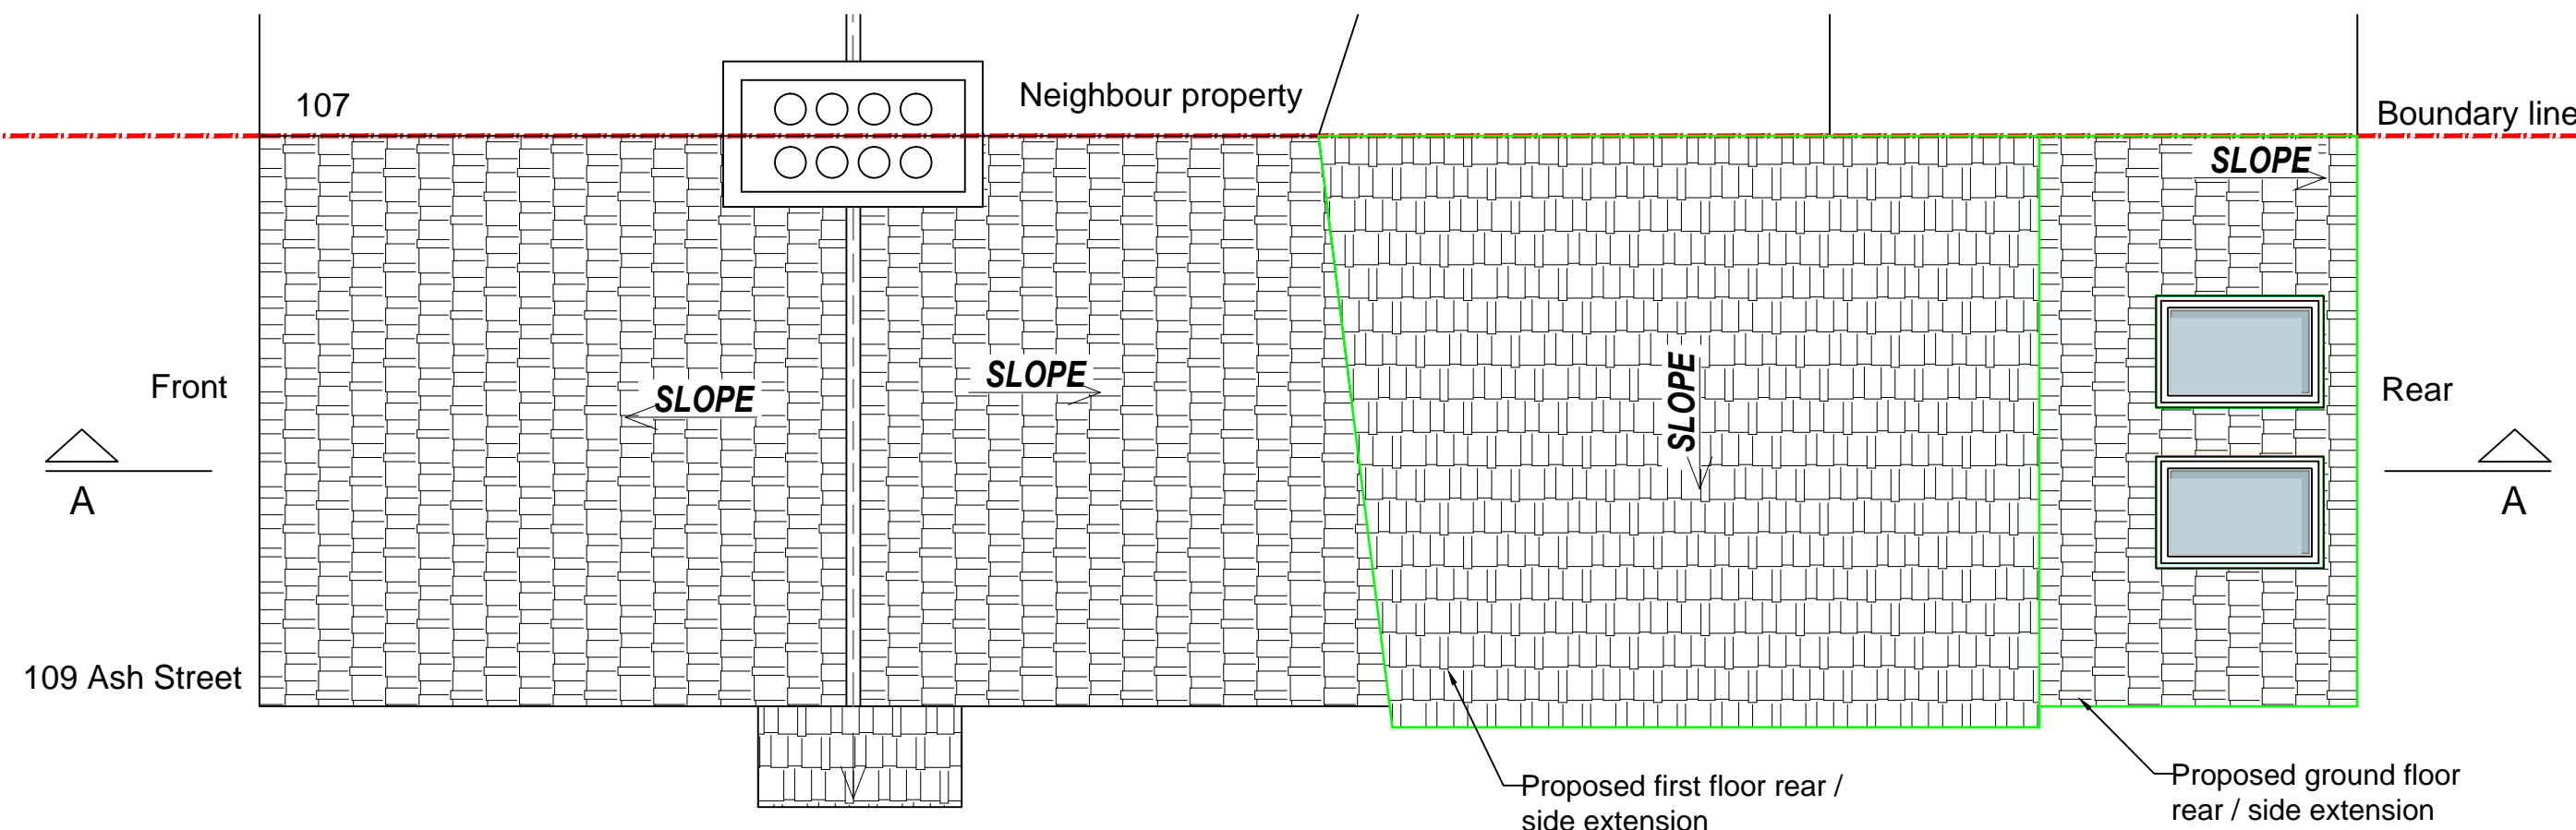 107
Neighbour property
Boundary line
SLOPE
Front
SLOPE
SLOPE
SLOPE
Rear
A
A
109 Ash Street
Proposed first floor rear /
side extension
Proposed ground floor
rear / side extension